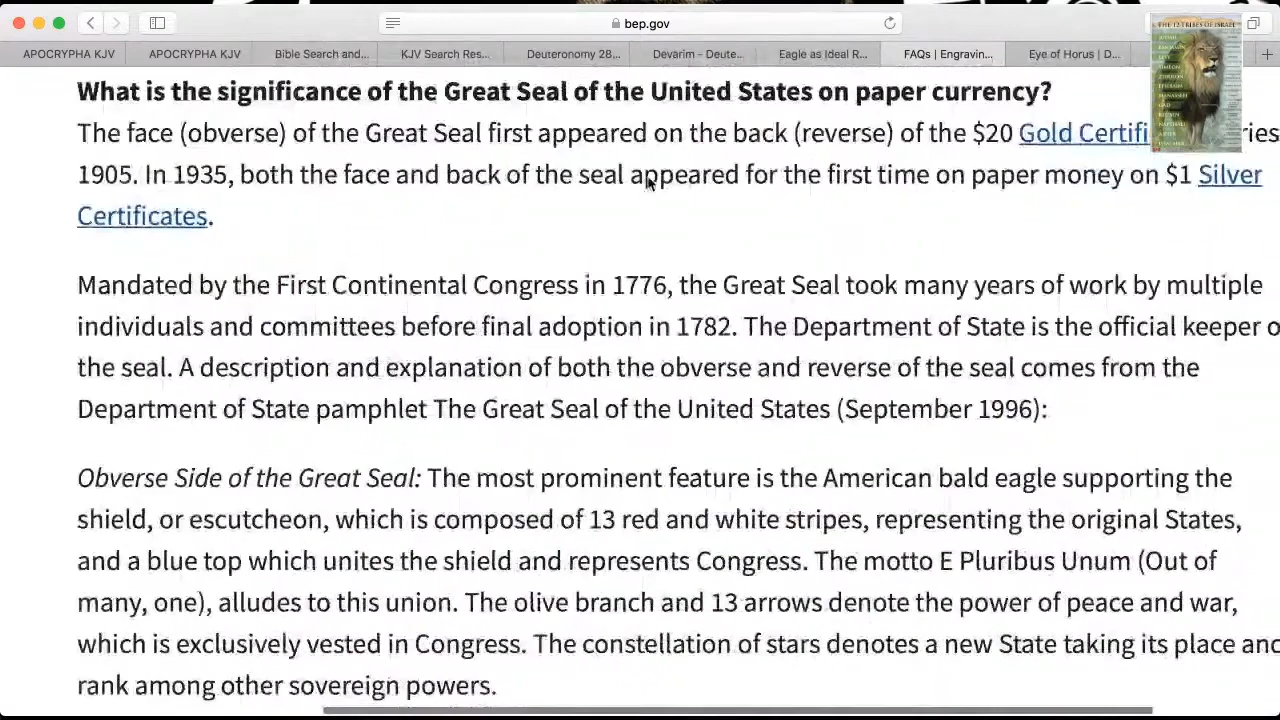 bep.gov
APOCRYPHA KJV
APOCRYPHA KJV
Bible Search and...
KJV Search Res...
euteronomy 28...
Devarim - Deute...
Eagle as Ideal R...
FAQs | Engravin...
Eye of Horus | D...
THE 12 TRIBES OF ISRAEL
What is the significance of the Great Seal of the United States on paper currency?
The face (obverse) of the Great Seal first appeared on the back (reverse) of the $20 Gold Certifi ries
1905. In 1935, both the face and back of the seal appeared for the first time on paper money on $1 Silver
Certificates.
Mandated by the First Continental Congress in 1776, the Great Seal took many years of work by multiple
individuals and committees before final adoption in 1782. The Department of State is the official keeper o
the seal. A description and explanation of both the obverse and reverse of the seal comes from the
Department of State pamphlet The Great Seal of the United States (September 1996):
Obverse Side of the Great Seal: The most prominent feature is the American bald eagle supporting the
shield, or escutcheon, which is composed of 13 red and white stripes, representing the original States,
and a blue top which unites the shield and represents Congress. The motto E Pluribus Unum (Out of
many, one), alludes to this union. The olive branch and 13 arrows denote the power of peace and war,
which is exclusively vested in Congress. The constellation of stars denotes a new State taking its place and
rank among other sovereign powers.